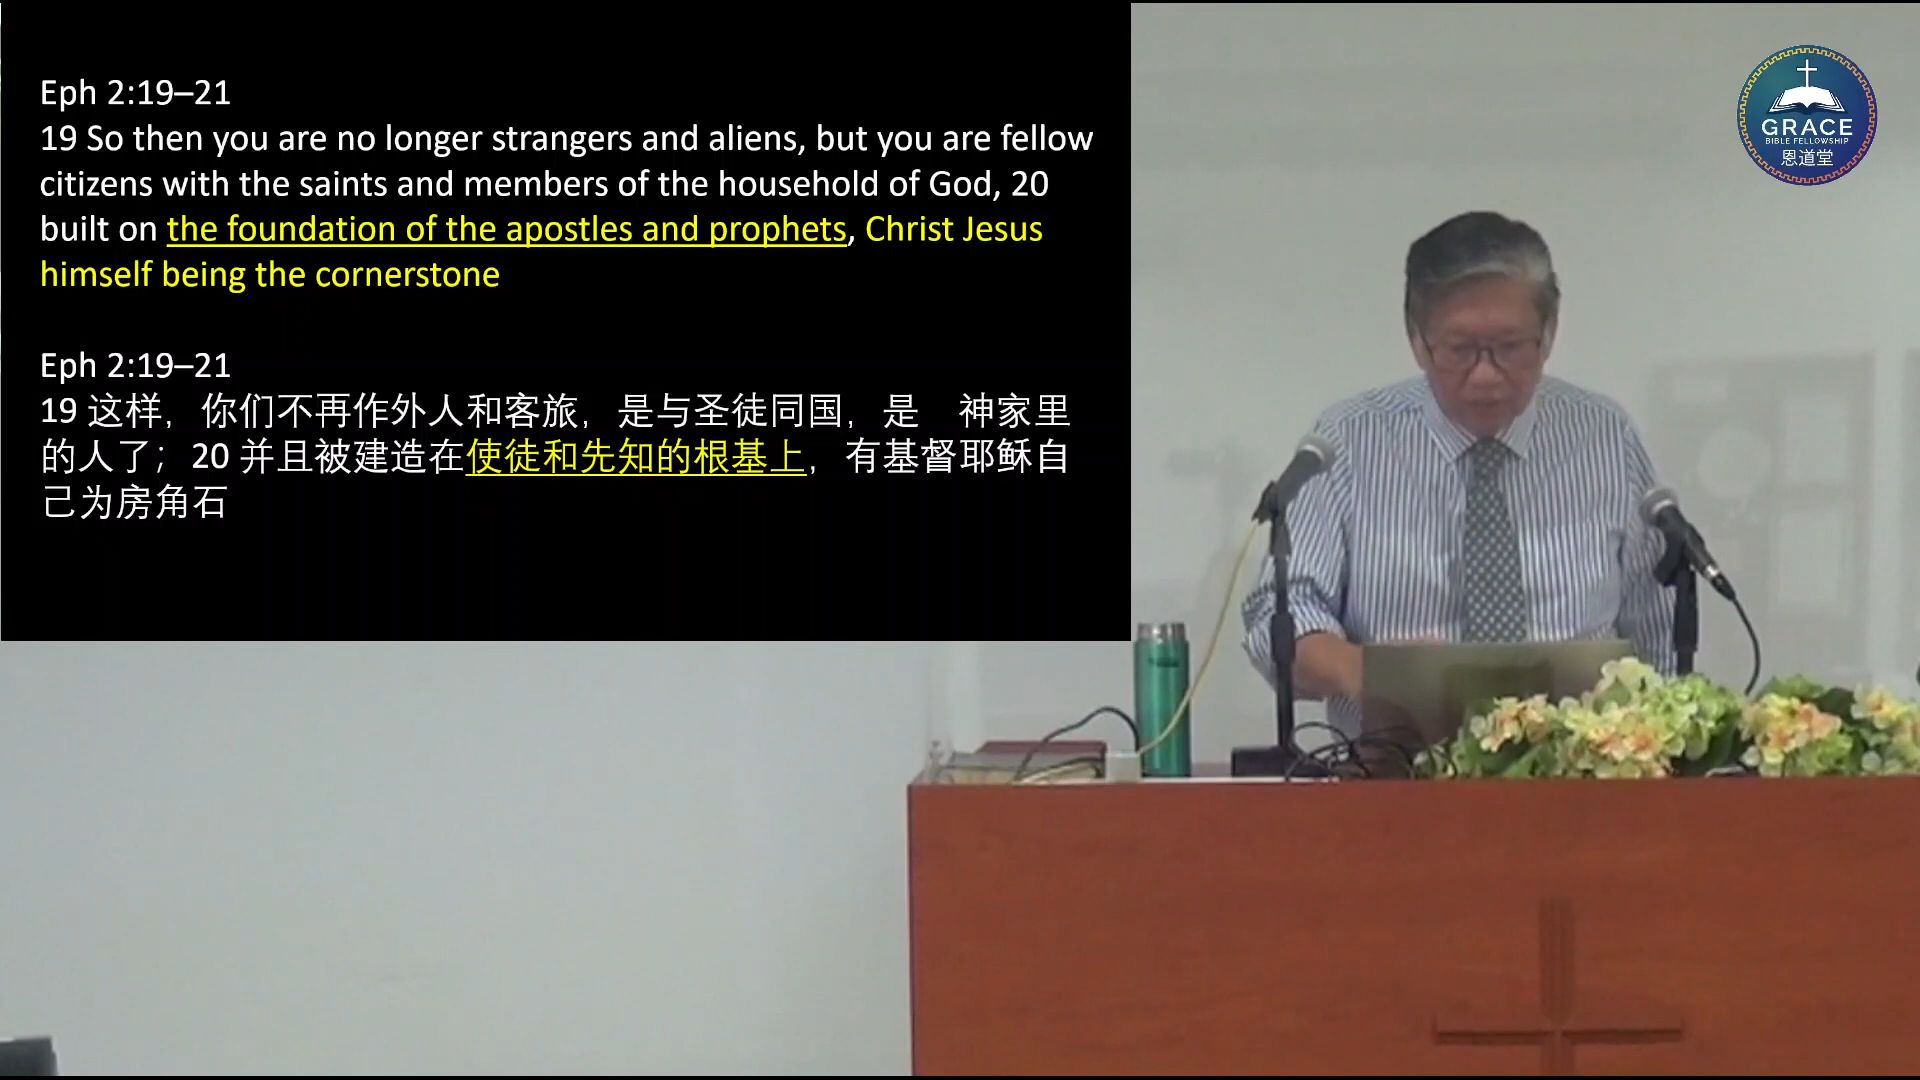 Eph 2:19–21
19 So then you are no longer strangers and aliens, but you are fellow
citizens with the saints and members of the household of God, 20
built on the foundation of the apostles and prophets, Christ Jesus
himself being the cornerstone
Eph 2:19–21
19 这样，你们不再作外人和客旅，是与圣徒同国，是　神家里
的人了；20 并且被建造在使徒和先知的根基上，有基督耶稣自
己为房角石
GRACE
BIBLE FELLOWSHIP
恩道堂